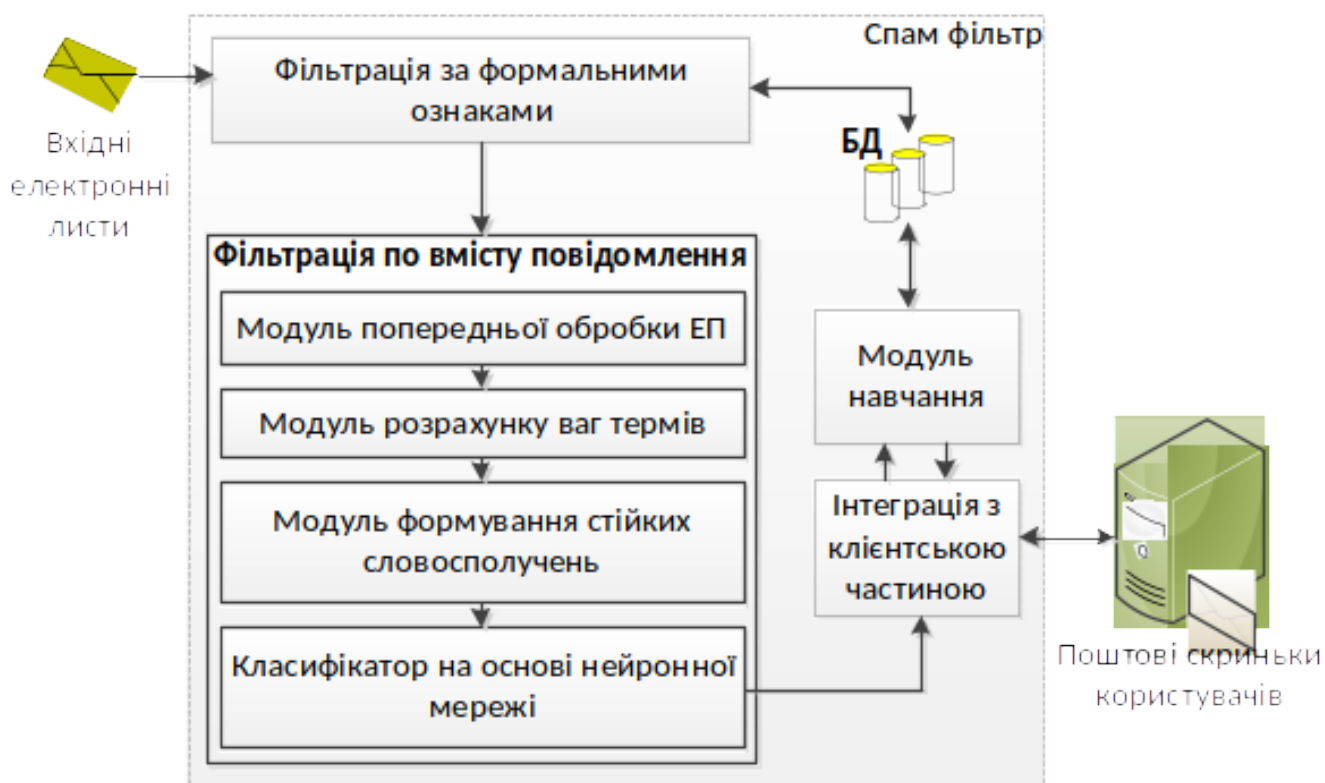 Спам фільтр
Фільтрація за формальними
ознаками
Вхідні
електронні
листи
БД
Фільтрація по вмісту повідомлення
Модуль попередньої обробки ЕП
Модуль розрахунку ваг термів
Модуль формування стійких
словосполучень
Класифікатор на основі нейронної
мережі
Модуль
навчання
Інтеграція з
клієнтською
частиною
Поштові скриньки
користувачів